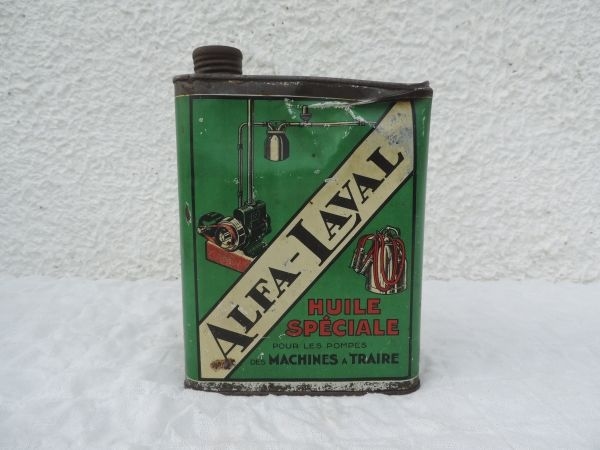 ALFA-LAVAL
HUILE
SPÉCIALE
POUR LES POMPES
DES MACHINES A TRAIRE